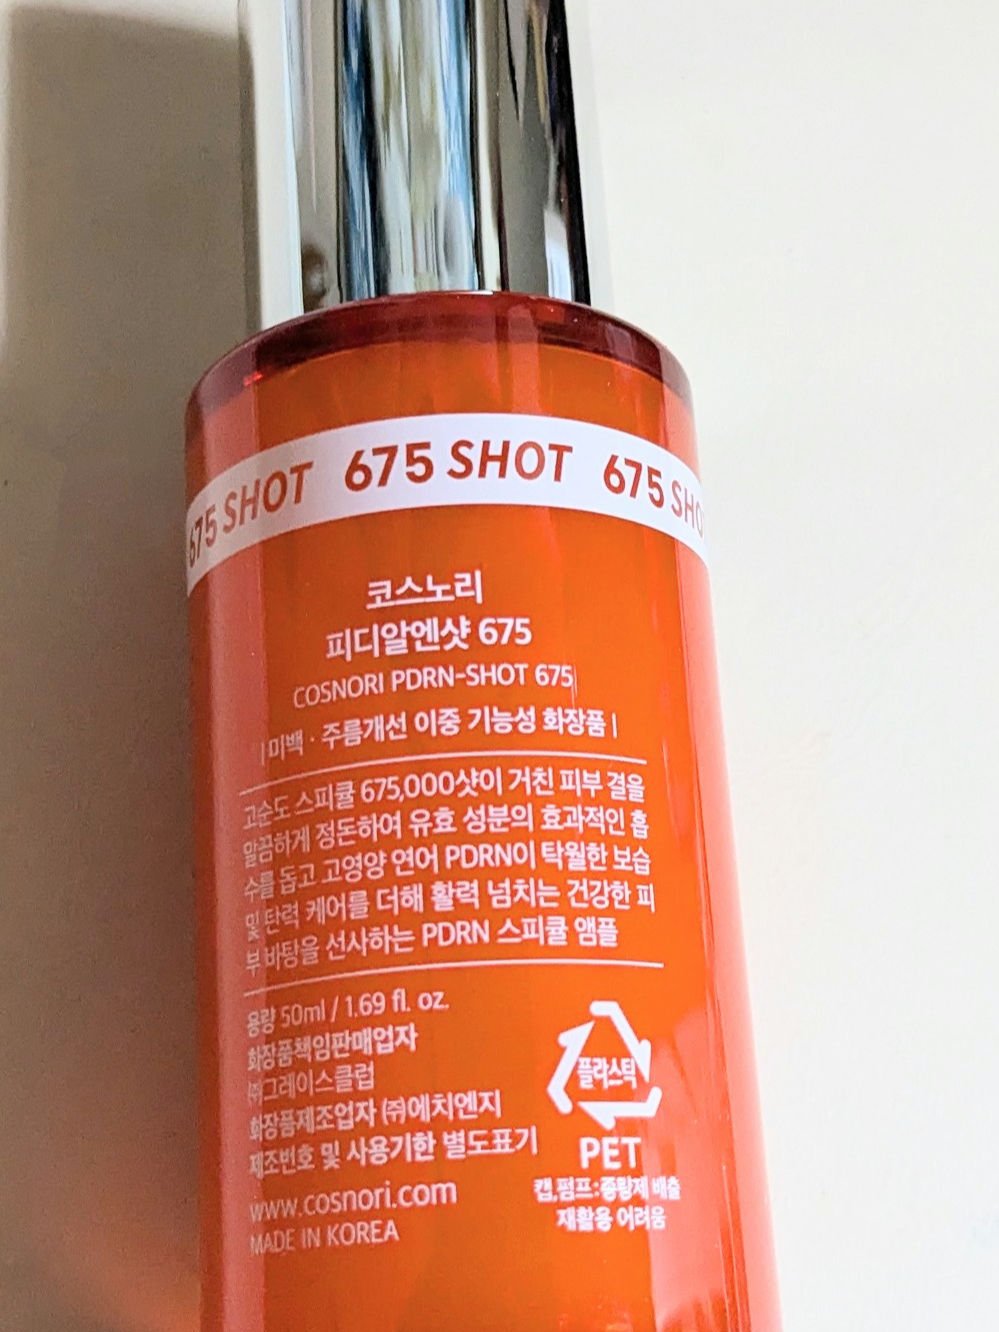 675 SHOT 675 SHOT 675 SHO
코스노리
피디알엔샷 675
COSNORI PDRN-SHOT 675
| 미백 · 주름개선 이중 기능성 화장품 |
고순도 스피큘 675,000샷이 거친 피부 결을
말끔하게 정돈하여 유효 성분의 효과적인 흡
수를 돕고 고영양 연어 PDRN이 탁월한 보습
및 탄력 케어를 더해 활력 넘치는 건강한 피
부 바탕을 선사하는 PDRN 스피큘 앰플
용량 50ml / 1.69 fl. oz.
화장품책임판매업자
㈜그레이스클럽
화장품제조업자 ㈜에치엔지
제조번호 및 사용기한 별도표기
www.cosnori.com
MADE IN KOREA
플라스틱
PET
캡,펌프:종량제 배출
재활용 어려움